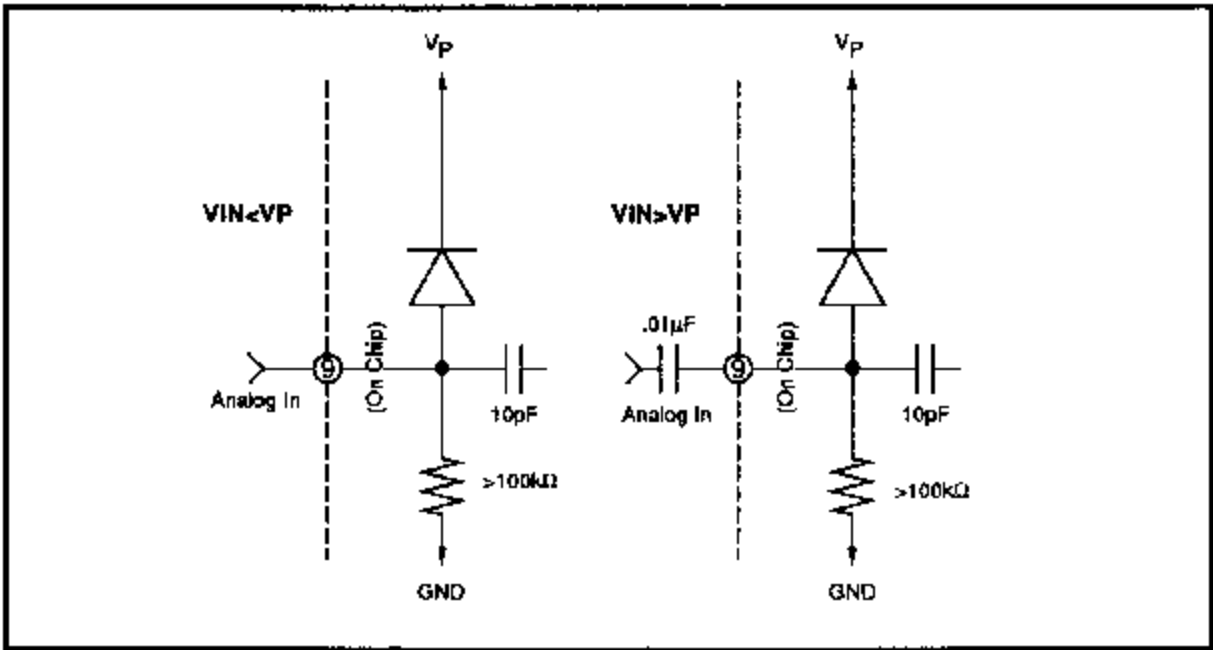 VP
VP
VIN<VP
VIN>VP
.01µF
9
(On Chip)
9
(On Chip)
Analog In
10pF
Analog In
10pF
>100kΩ
>100kΩ
GND
GND